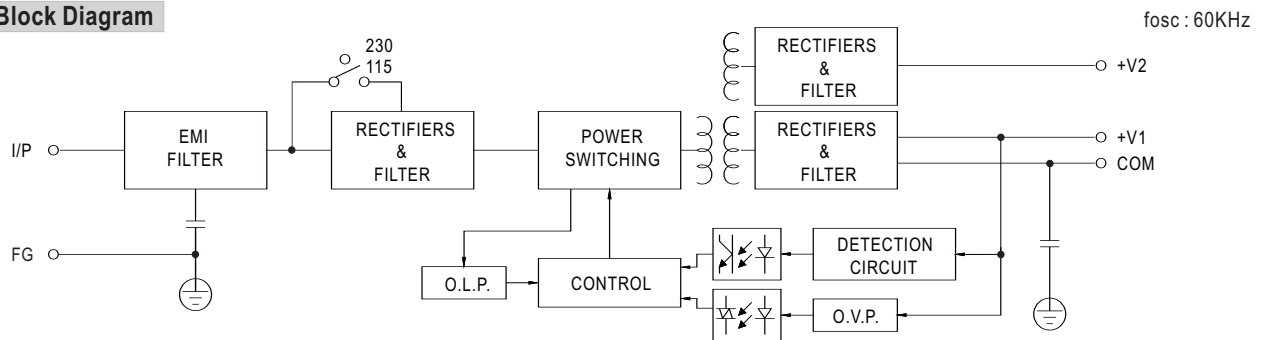 Block Diagram
fosc : 60KHz
230
115
I/P
EMI
FILTER
RECTIFIERS
&
FILTER
POWER
SWITCHING
RECTIFIERS
&
FILTER
+V2
RECTIFIERS
&
FILTER
+V1
COM
FG
O.L.P.
CONTROL
DETECTION
CIRCUIT
O.V.P.